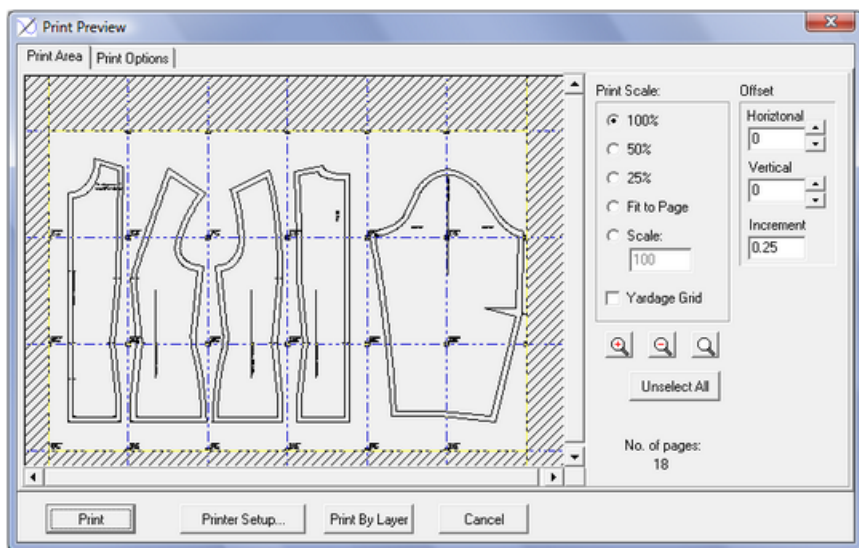 Print Preview
Print Area
Print Options
Print Scale:
100%
50%
25%
Fit to Page
Scale:
100
Yardage Grid
Offset
Horiztonal
0
Vertical
0
Increment
0.25
Unselect All
No. of pages:
18
Print
Printer Setup...
Print By Layer
Cancel